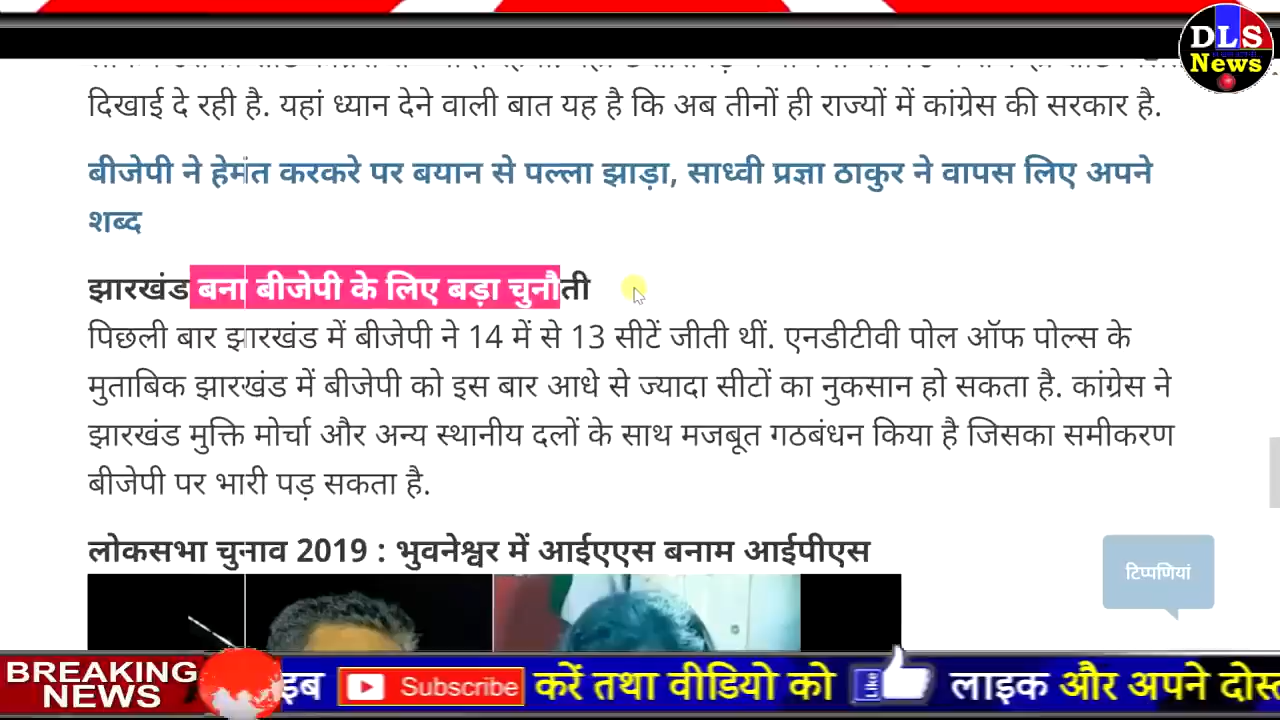 DLS
News
दिखाई दे रही है. यहां ध्यान देने वाली बात यह है कि अब तीनों ही राज्यों में कांग्रेस की सरकार है.
बीजेपी ने हेमंत करकरे पर बयान से पल्ला झाड़ा, साध्वी प्रज्ञा ठाकुर ने वापस लिए अपने
शब्द
झारखंड बना बीजेपी के लिए बड़ा चुनौती
पिछली बार झारखंड में बीजेपी ने 14 में से 13 सीटें जीती थीं. एनडीटीवी पोल ऑफ पोल्स के
मुताबिक झारखंड में बीजेपी को इस बार आधे से ज्यादा सीटों का नुकसान हो सकता है. कांग्रेस ने
झारखंड मुक्ति मोर्चा और अन्य स्थानीय दलों के साथ मजबूत गठबंधन किया है जिसका समीकरण
बीजेपी पर भारी पड़ सकता है.
लोकसभा चुनाव 2019 : भुवनेश्वर में आईएएस बनाम आईपीएस
टिप्पणियां
BREAKING
NEWS
इब Subscribe करें तथा वीडियो को Like लाइक और अपने दोस्